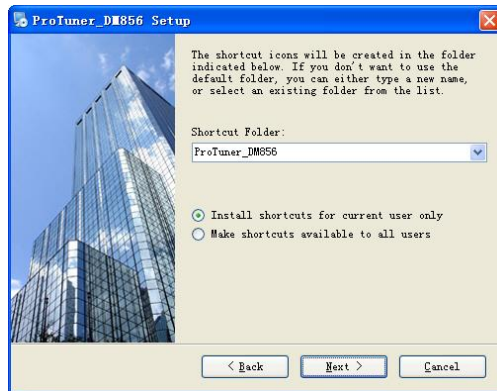 ProTuner_DM856 Setup
The shortcut icons will be created in the folder
indicated below. If you don't want to use the
default folder, you can either type a new name,
or select an existing folder from the list.
Shortcut Folder:
ProTuner_DM856
Install shortcuts for current user only
Make shortcuts available to all users
< Back
Next >
Cancel